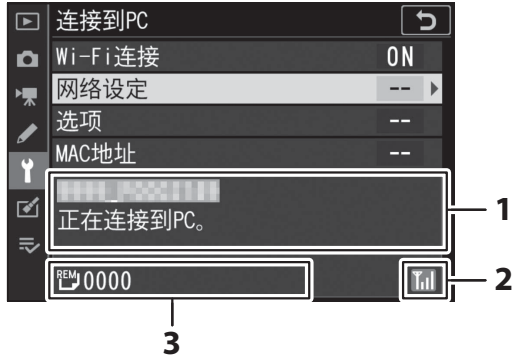 连接到PC
Wi-Fi连接 ON
网络设定 --
选项 --
MAC地址 --
正在连接到PC。
1
REM 0000
2
3